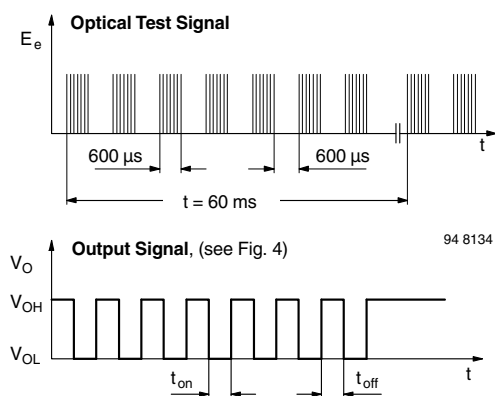 Optical Test Signal
E_e
t
600 µs
600 µs
t = 60 ms
94 8134
Output Signal, (see Fig. 4)
V_O
V_OH
V_OL
t_on
t_off
t